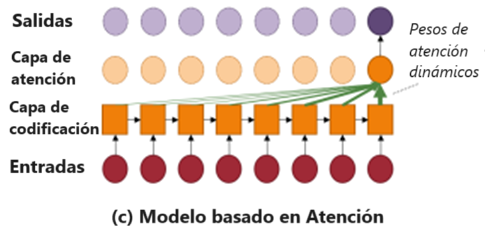 Salidas
Pesos de
atención
dinámicos
Capa de
atención
Capa de
codificación
Entradas
(c) Modelo basado en Atención